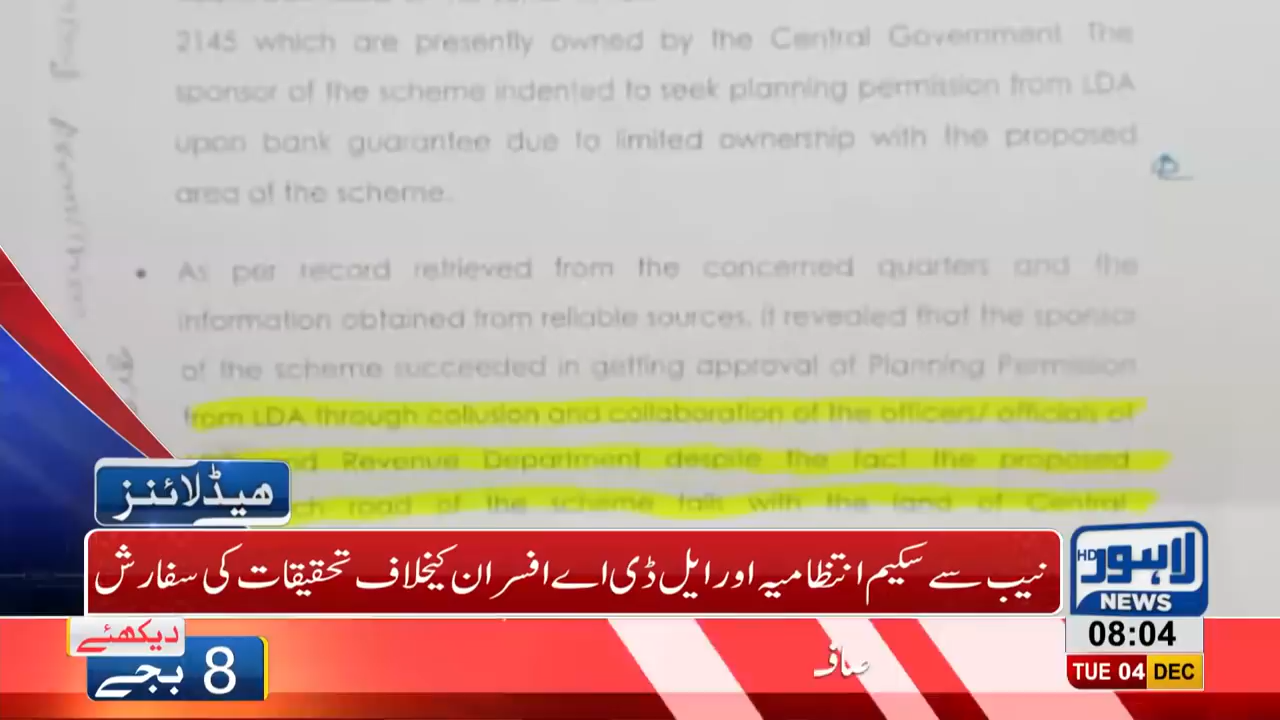 2145 which are presently owned by the Central Government. The
sponsor of the scheme indented to seek planning permission from LDA
upon bank guarantee due to limited ownership with the proposed
area of the scheme.
• As per record retrieved from the concerned quarters and the
information obtained from reliable sources, it revealed that the sponsor
of the scheme succeeded in getting approval of Planning Permission
from LDA through collusion and collaboration of the officers/ officials of
Revenue Department despite the fact the proposed
road of the scheme falls with the land of Central
ھیڈلائنز
نیب سے سکیم انتظامیہ اور ایل ڈی اے افسران کیخلاف تحقیقات کی سفارش
HD لاہور
NEWS
08:04
TUE 04 DEC
دیکھئے
8 بجے